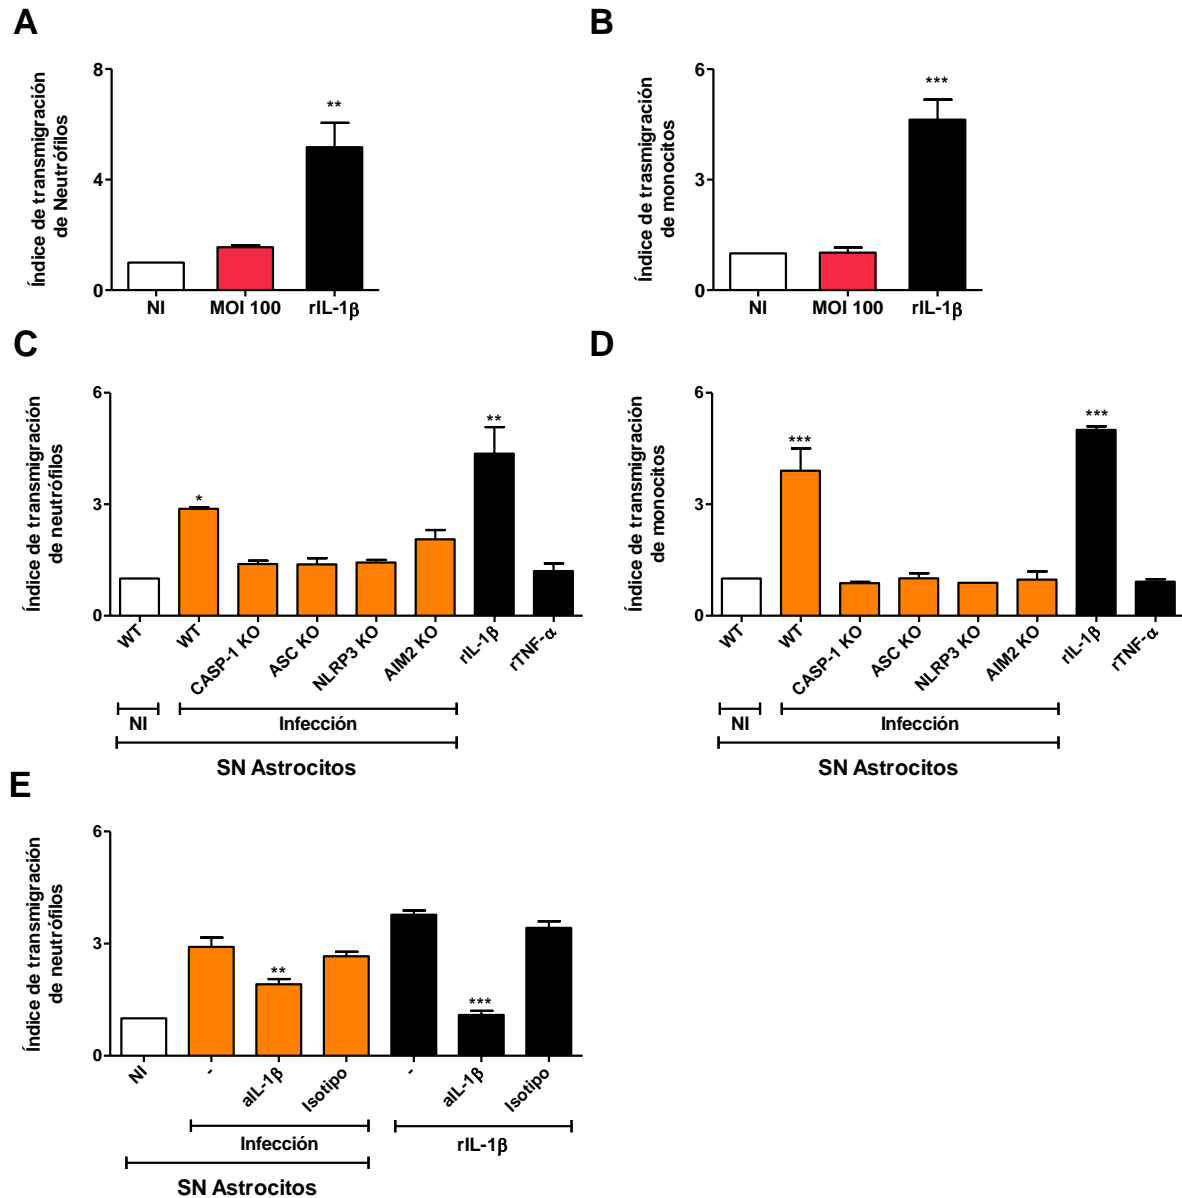 A
Índice de transmigración
de Neutrófilos
8
4
0
**
NI MOI 100 rIL-1β
B
Índice de trasmigración
de monocitos
6
3
0
***
NI MOI 100 rIL-1β
C
Índice de transmigración
de neutrófilos
6
3
0
* **
WT WT CASP-1 KO ASC KO NLRP3 KO AIM2 KO rIL-1β rTNF-α
NI Infección
SN Astrocitos
D
Índice de transmigración
de monocitos
6
3
0
*** ***
WT WT CASP-1 KO ASC KO NLRP3 KO AIM2 KO rIL-1β rTNF-α
NI Infección
SN Astrocitos
E
Índice de transmigración
de neutrófilos
6
3
0
** ***
NI - aIL-1β Isotipo - aIL-1β Isotipo
Infección rIL-1β
SN Astrocitos